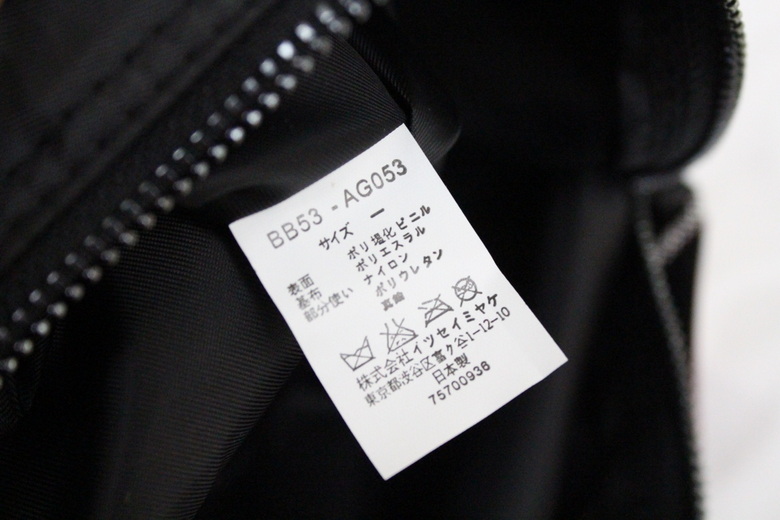 BB53 - AG053
サイズ ー
表面 ポリ塩化ビニル
基布 ポリエスラル
部分使い ナイロン
ポリウレタン
真鍮
株式会社イッセイミヤケ
東京都渋谷区富ヶ谷1-12-10
日本製
75700936